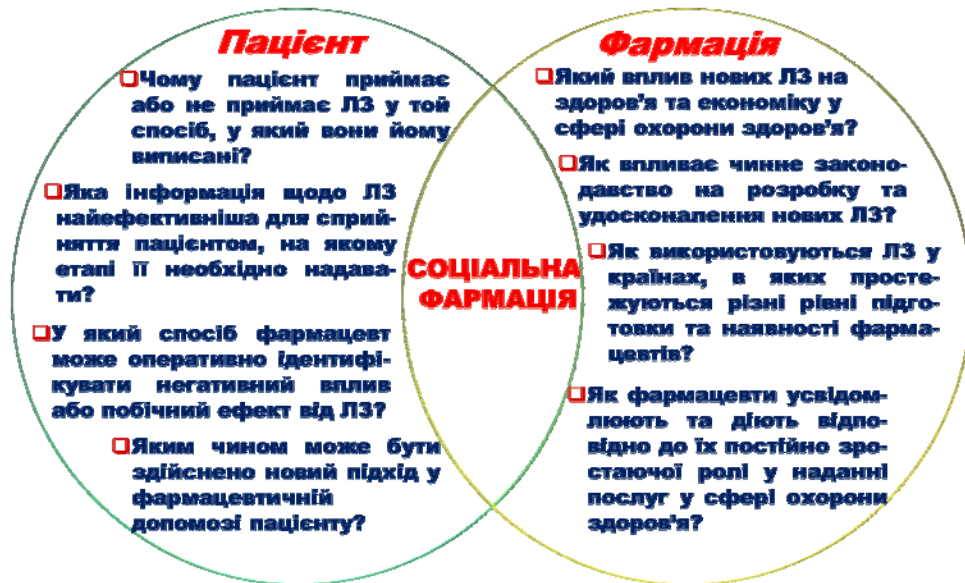 Пацієнт
❑Чому пацієнт приймає
або не приймає ЛЗ у той
спосіб, у який вони йому
виписані?
❑Яка інформація щодо ЛЗ
найефективніша для сприй-
няття пацієнтом, на якому
етапі її необхідно надава-
ти?
❑У який спосіб фармацевт
може оперативно ідентифі-
кувати негативний вплив
або побічний ефект від ЛЗ?
❑Яким чином може бути
здійснено новий підхід у
фармацевтичній
допомозі пацієнту?
СОЦІАЛЬНА
ФАРМАЦІЯ
Фармація
❑Який вплив нових ЛЗ на
здоров'я та економіку у
сфері охорони здоров'я?
❑Як впливає чинне законо-
давство на розробку та
удосконалення нових ЛЗ?
❑Як використовуються ЛЗ у
країнах, в яких просте-
жуються різні рівні підго-
товки та наявності фарма-
цевтів?
❑Як фармацевти усвідом-
люють та діють відпо-
відно до їх постійно зро-
стаючої ролі у наданні
послуг у сфері охорони
здоров'я?